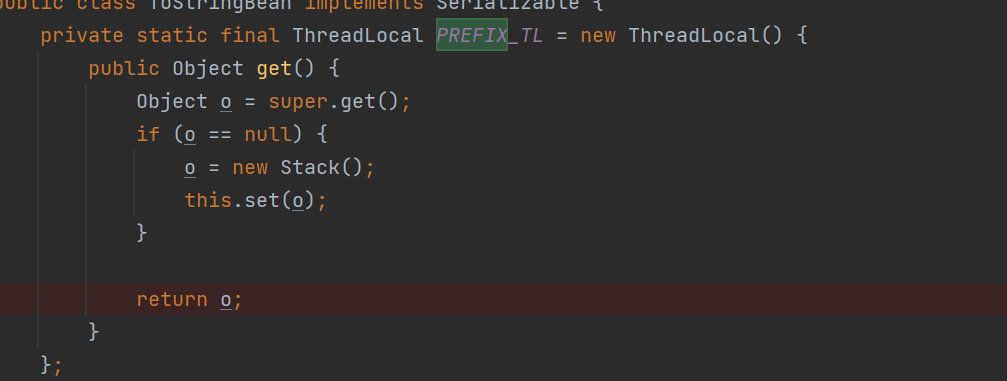 public class ToStringBean implements Serializable {
private static final ThreadLocal PREFIX_TL = new ThreadLocal() {
public Object get() {
Object o = super.get();
if (o == null) {
o = new Stack();
this.set(o);
}
return o;
}
};